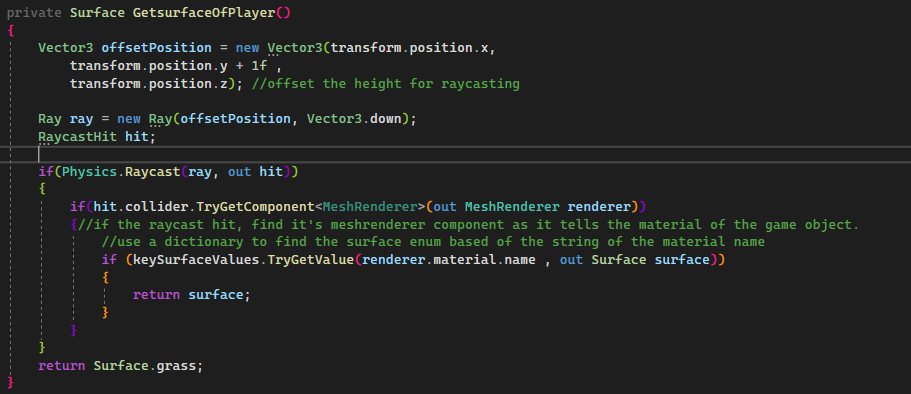 private Surface GetsurfaceOfPlayer()
{
Vector3 offsetPosition = new Vector3(transform.position.x,
transform.position.y + 1f ,
transform.position.z); //offset the height for raycasting
Ray ray = new Ray(offsetPosition, Vector3.down);
RaycastHit hit;
if(Physics.Raycast(ray, out hit))
{
if(hit.collider.TryGetComponent<MeshRenderer>(out MeshRenderer renderer))
{//if the raycast hit, find it's meshrenderer component as it tells the material of the game object.
//use a dictionary to find the surface enum based of the string of the material name
if (keySurfaceValues.TryGetValue(renderer.material.name , out Surface surface))
{
return surface;
}
}
}
return Surface.grass;
}